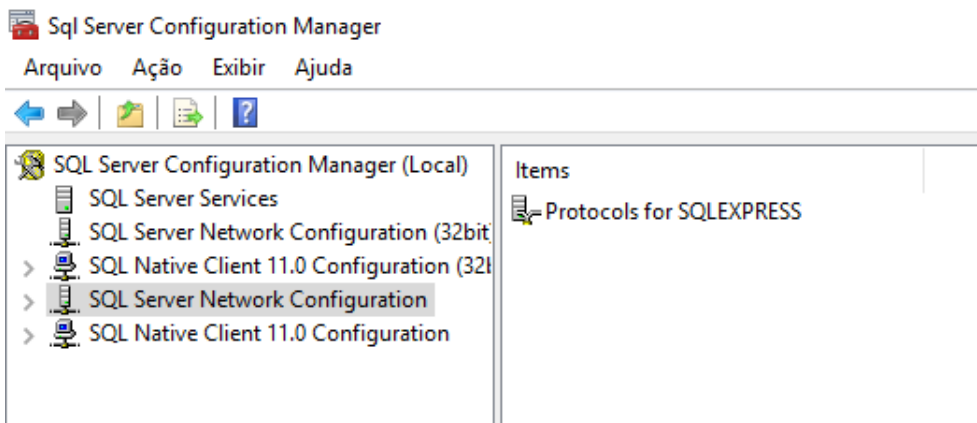 Sql Server Configuration Manager
Arquivo Ação Exibir Ajuda
SQL Server Configuration Manager (Local)
SQL Server Services
SQL Server Network Configuration (32bit
SQL Native Client 11.0 Configuration (32b
SQL Server Network Configuration
SQL Native Client 11.0 Configuration
Items
Protocols for SQLEXPRESS